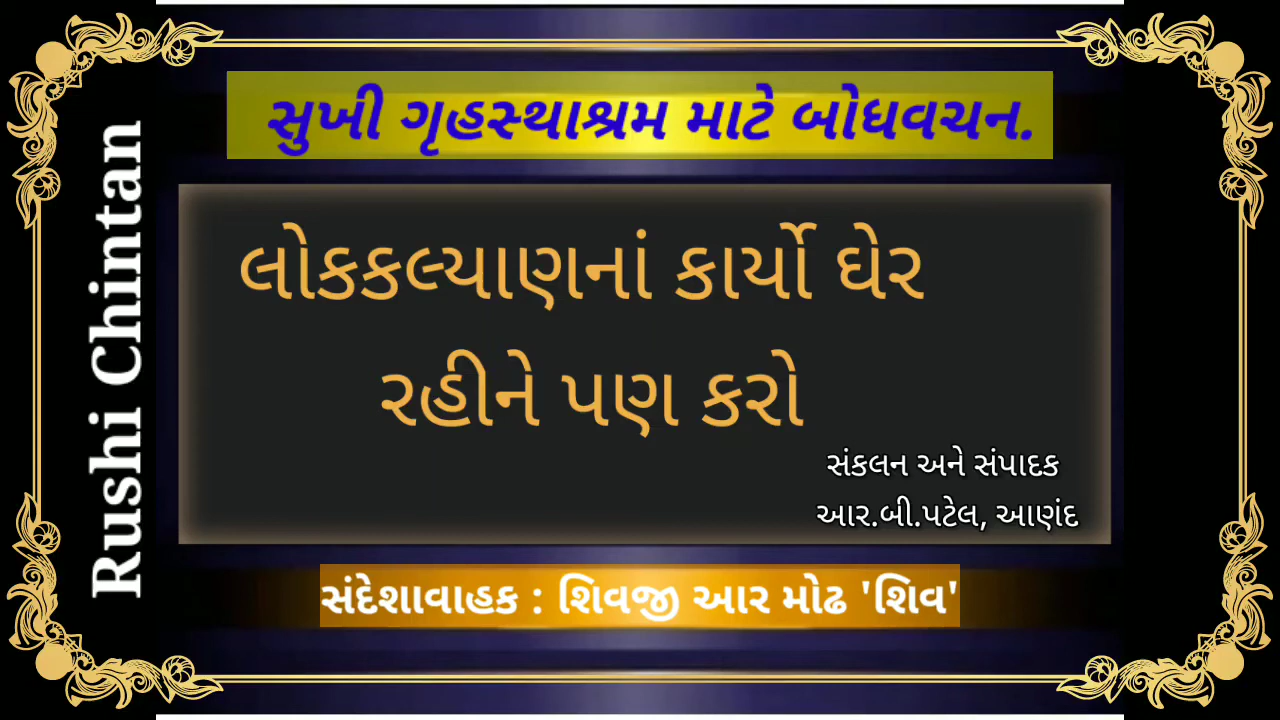 સુખી ગૃહસ્થાશ્રમ માટે બોધવચન.
Rushi Chintan
લોકકલ્યાણનાં કાર્યો ઘેર
રહીને પણ કરો
સંકલન અને સંપાદક
આર.બી.પટેલ, આણંદ
સંદેશાવાહક : શિવજી આર મોઢ 'શિવ'